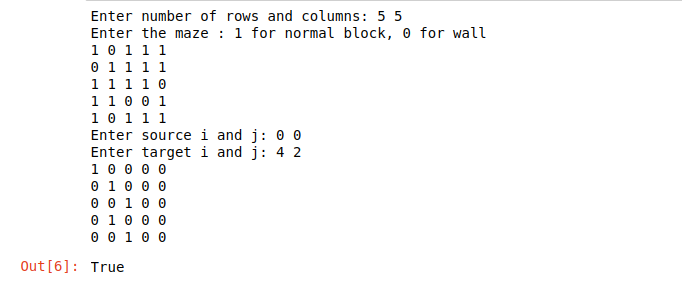 Enter number of rows and columns: 5 5
Enter the maze : 1 for normal block, 0 for wall
1 0 1 1 1
0 1 1 1 1
1 1 1 1 0
1 1 0 0 1
1 0 1 1 1
Enter source i and j: 0 0
Enter target i and j: 4 2
1 0 0 0 0
0 1 0 0 0
0 0 1 0 0
0 1 0 0 0
0 0 1 0 0
Out[6]: True